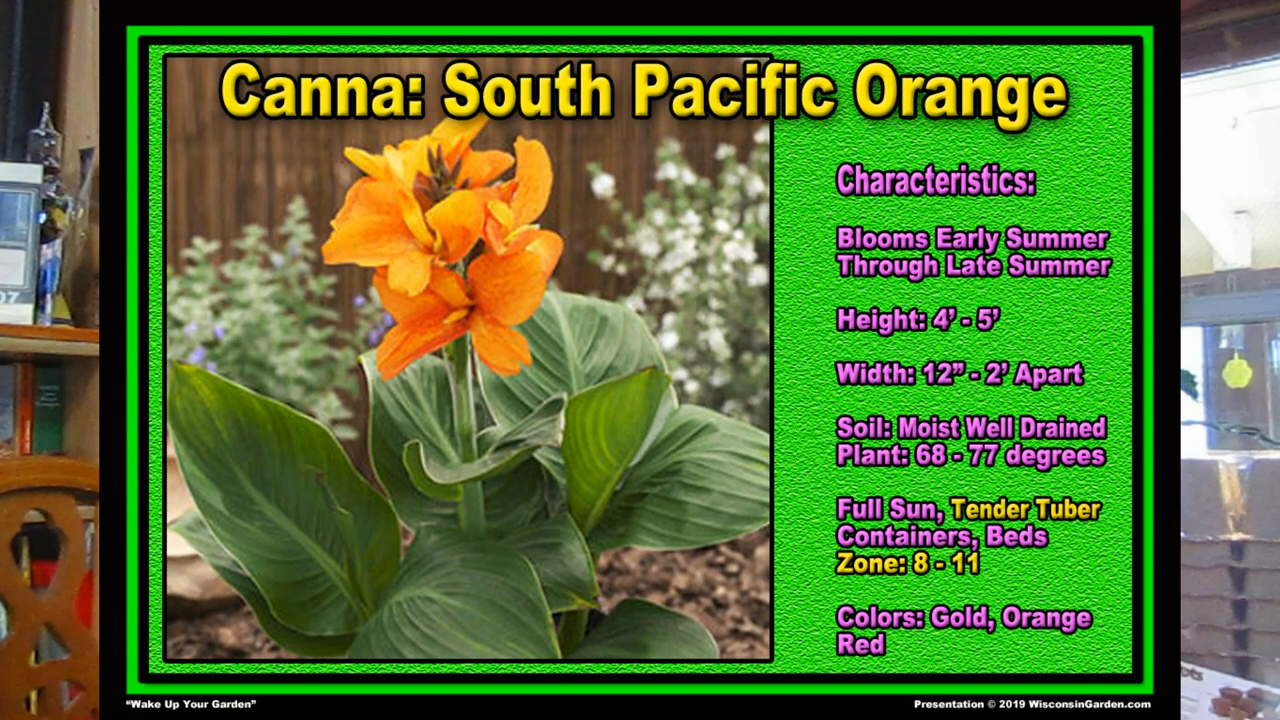 Canna: South Pacific Orange
Characteristics:
Blooms Early Summer
Through Late Summer
Height: 4’ - 5’
Width: 12” - 2’ Apart
Soil: Moist Well Drained
Plant: 68 - 77 degrees
Full Sun, Tender Tuber
Containers, Beds
Zone: 8 - 11
Colors: Gold, Orange
Red
“Wake Up Your Garden”
Presentation © 2019 WisconsinGarden.com